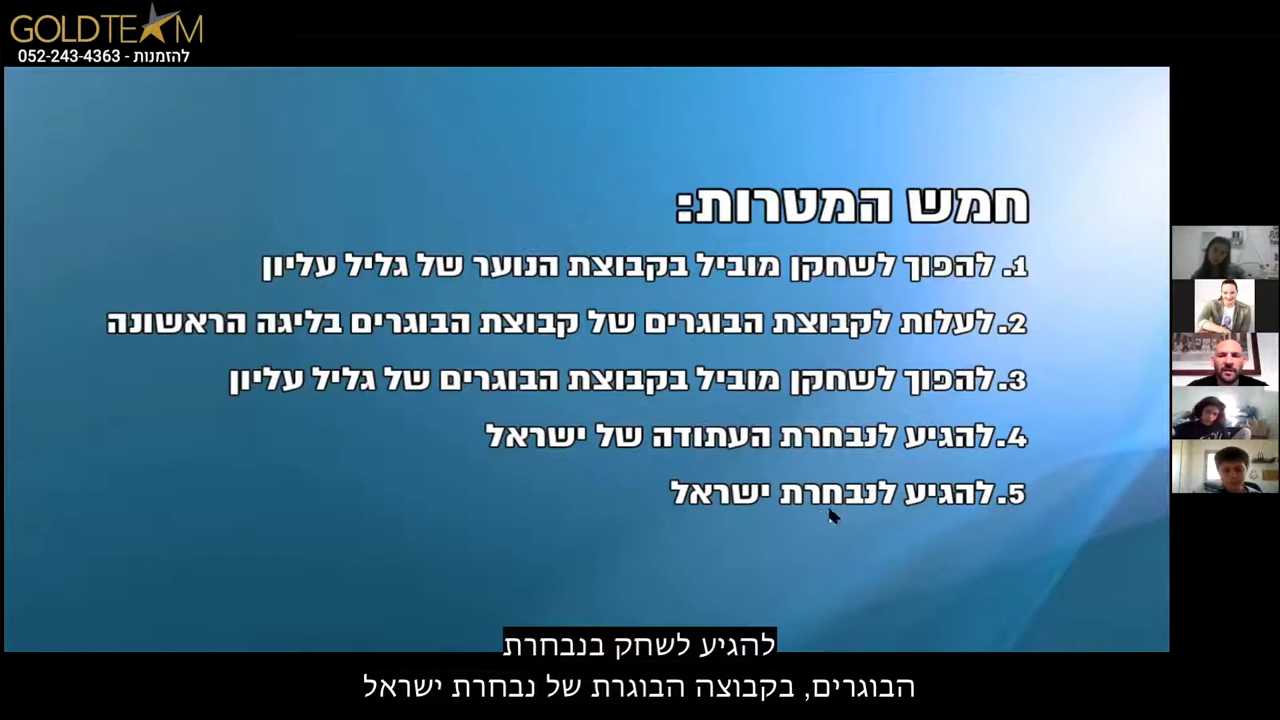 GOLDTEAM
להזמנות - 052-243-4363
חמש המטרות:
1. להפוך לשחקן מוביל בקבוצת הנוער של גליל עליון
2. לעלות לקבוצת הבוגרים של קבוצת הבוגרים בליגה הראשונה
3. להפוך לשחקן מוביל בקבוצת הבוגרים של גליל עליון
4. להגיע לנבחרת העתודה של ישראל
5. להגיע לנבחרת ישראל
להגיע לשחק בנבחרת
הבוגרים, בקבוצה הבוגרת של נבחרת ישראל